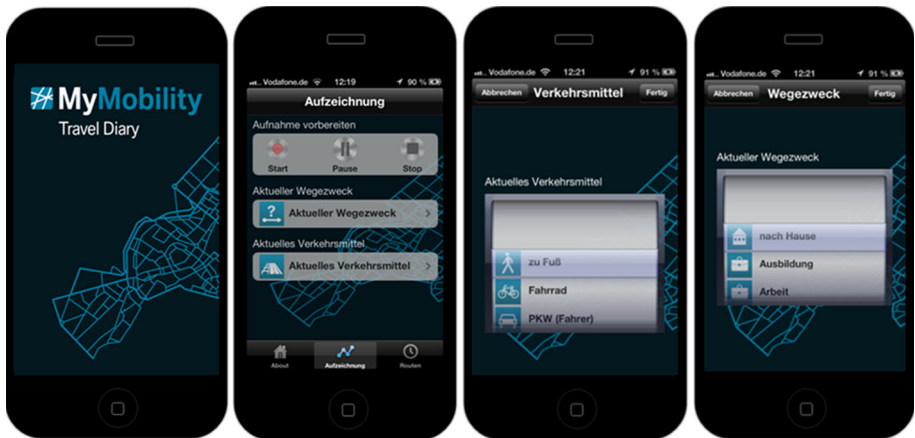 MyMobility
Travel Diary
Vodafone.de 12:19 90 %
Aufzeichnung
Aufnahme vorbereiten
Start Pause Stop
Aktueller Wegezweck
? Aktueller Wegezweck >
Aktuelles Verkehrsmittel
Aktuelles Verkehrsmittel >
About Aufzeichnung Routen
Vodafone.de 12:21 91 %
Abbrechen Verkehrsmittel Fertig
Aktuelles Verkehrsmittel
zu Fuß
Fahrrad
PKW (Fahrer)
Vodafone.de 12:21 91 %
Abbrechen Wegezweck Fertig
Aktueller Wegezweck
nach Hause
Ausbildung
Arbeit